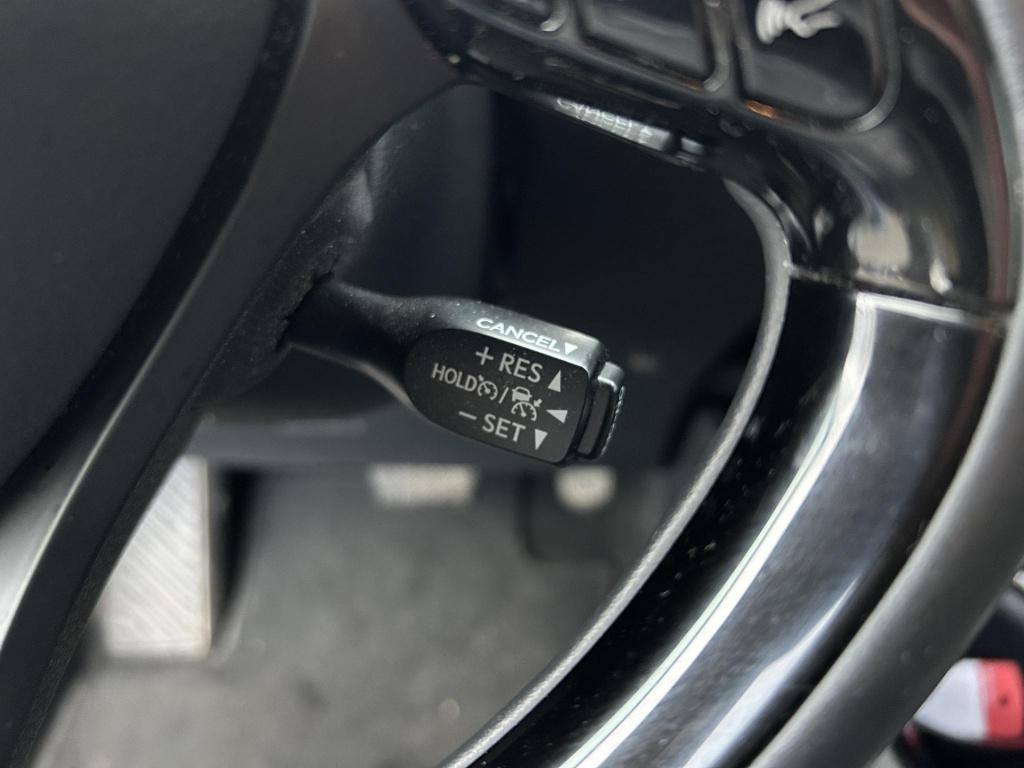 CANCEL▼
+ RES ▲
HOLD / ◀
− SET ▼